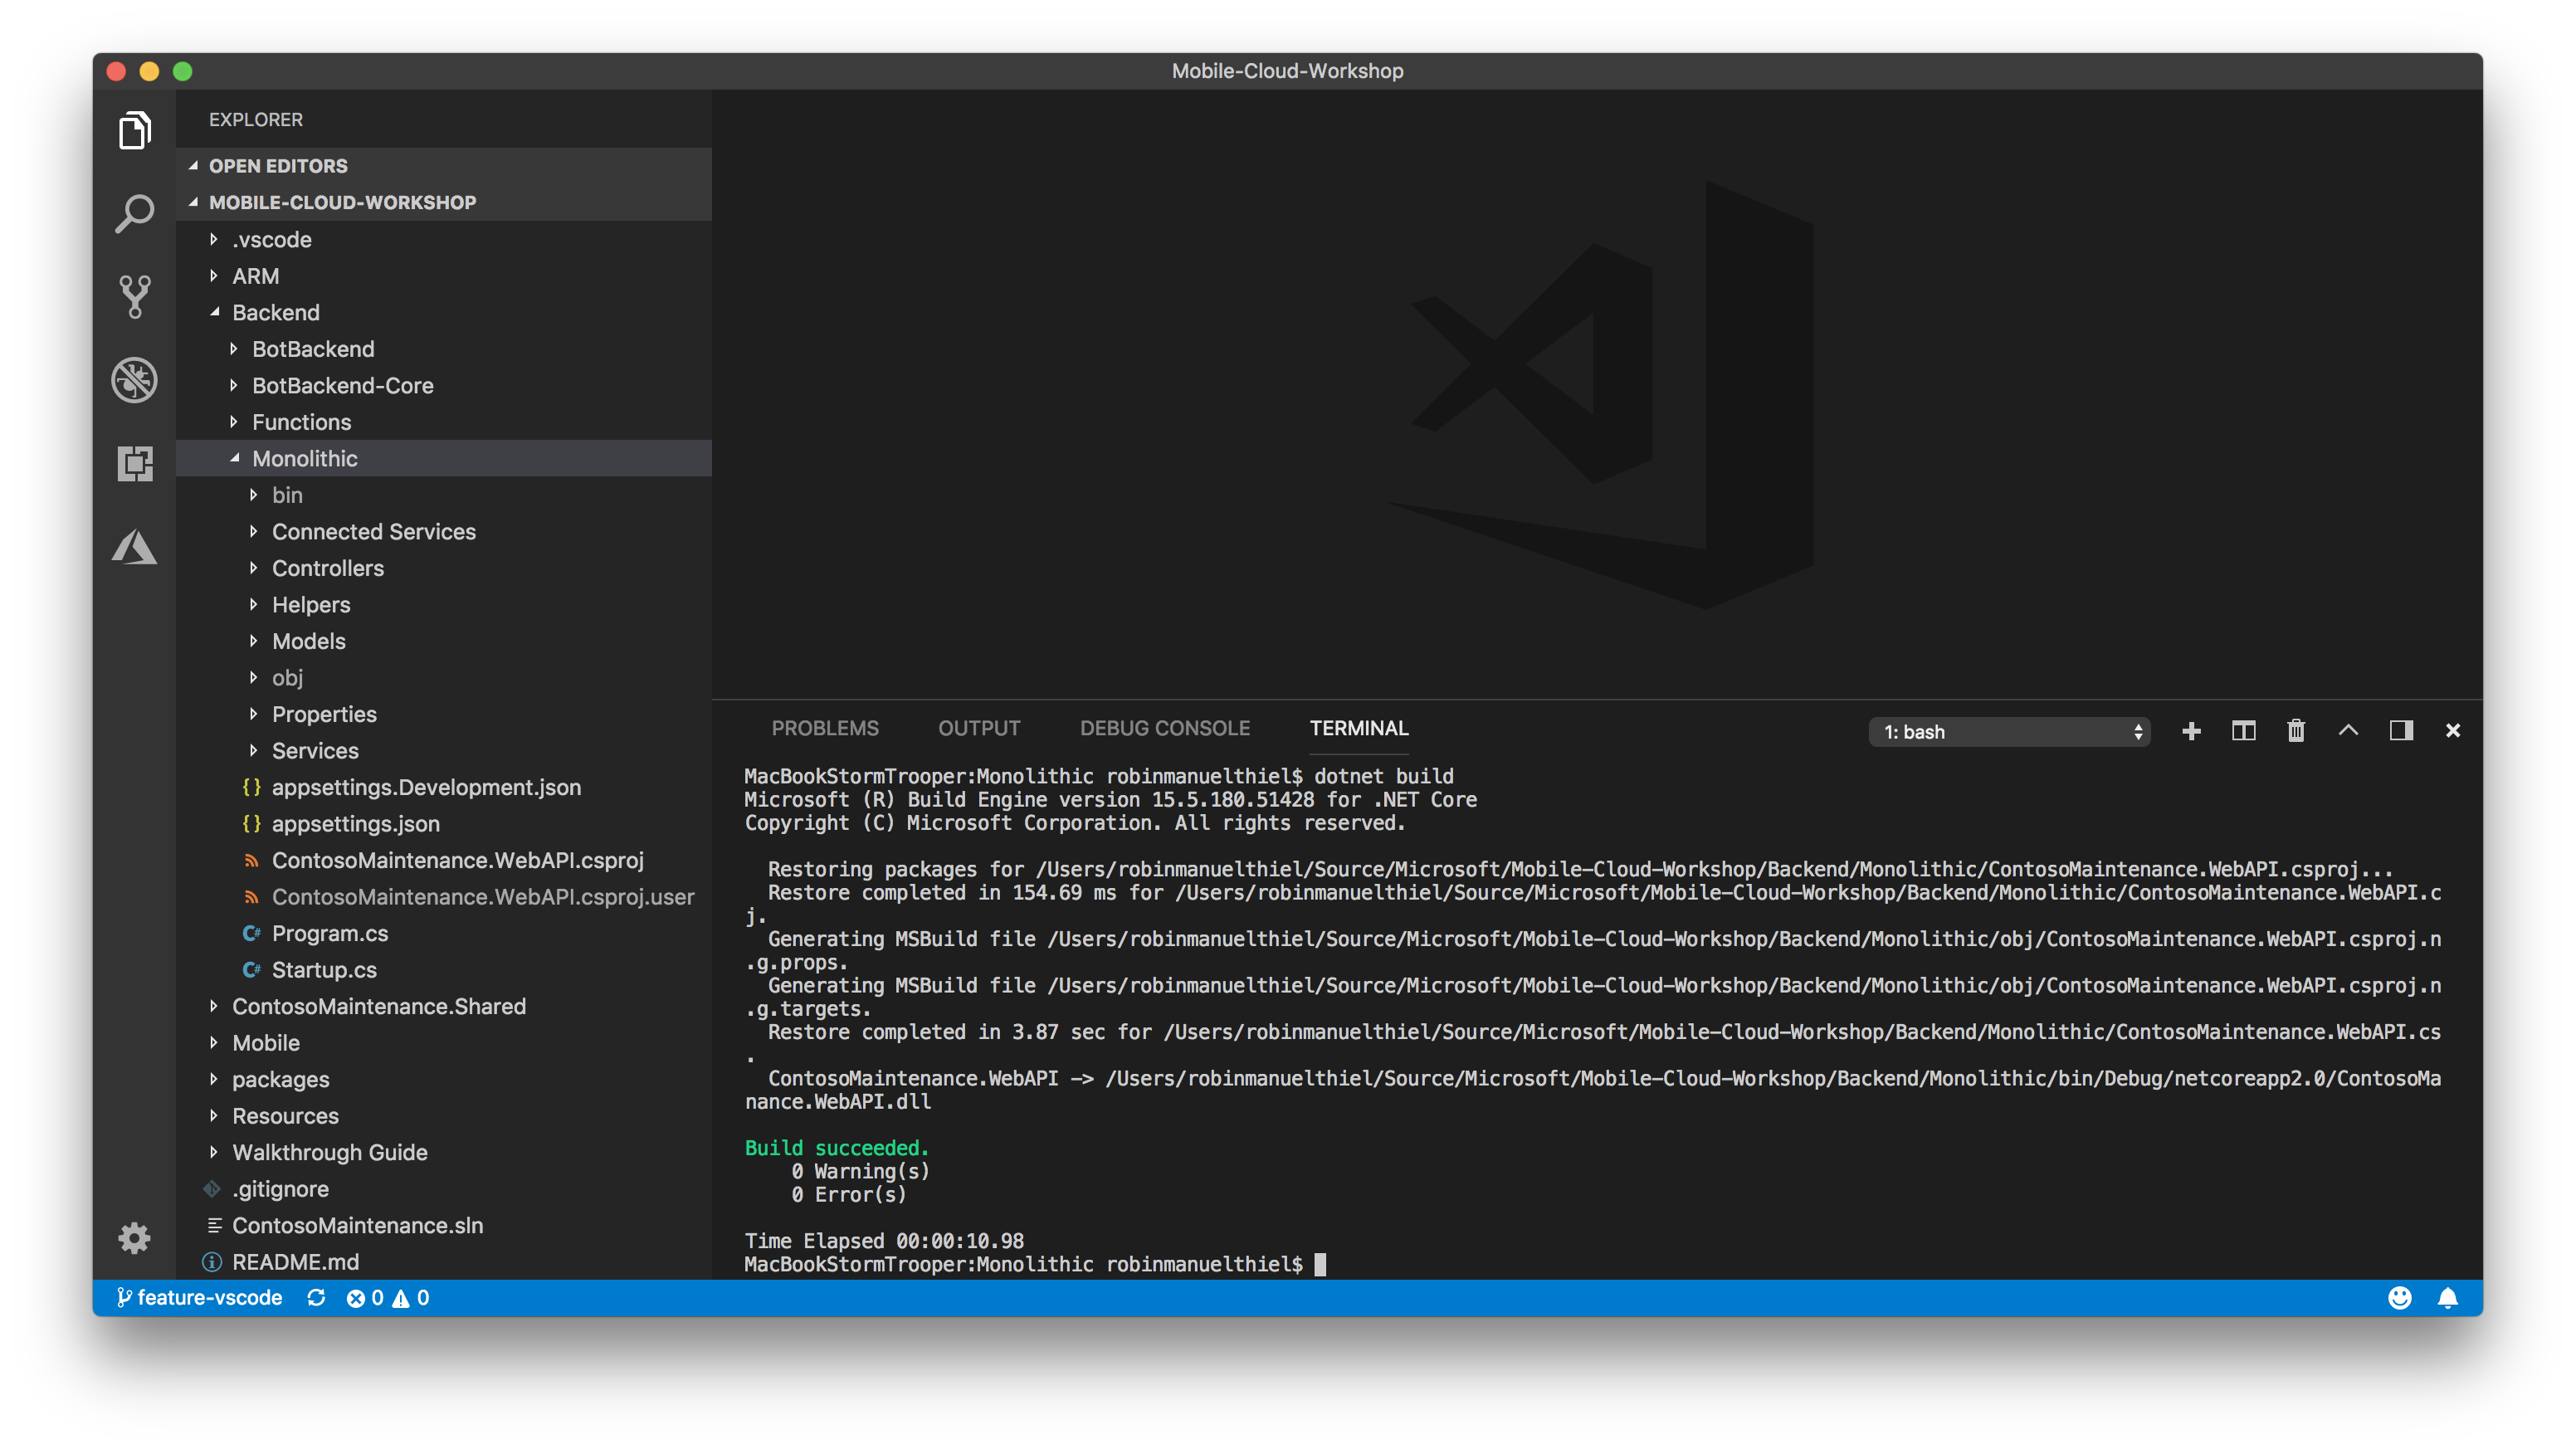 Mobile-Cloud-Workshop
EXPLORER
OPEN EDITORS
MOBILE-CLOUD-WORKSHOP
.vscode
ARM
Backend
BotBackend
BotBackend-Core
Functions
Monolithic
bin
Connected Services
Controllers
Helpers
Models
obj
Properties
Services
{ } appsettings.Development.json
{ } appsettings.json
ContosoMaintenance.WebAPI.csproj
ContosoMaintenance.WebAPI.csproj.user
C# Program.cs
C# Startup.cs
ContosoMaintenance.Shared
Mobile
packages
Resources
Walkthrough Guide
.gitignore
ContosoMaintenance.sln
README.md
PROBLEMS OUTPUT DEBUG CONSOLE TERMINAL 1: bash
MacBookStormTrooper:Monolithic robinmanuelthiel$ dotnet build
Microsoft (R) Build Engine version 15.5.180.51428 for .NET Core
Copyright (C) Microsoft Corporation. All rights reserved.
Restoring packages for /Users/robinmanuelthiel/Source/Microsoft/Mobile-Cloud-Workshop/Backend/Monolithic/ContosoMaintenance.WebAPI.csproj...
Restore completed in 154.69 ms for /Users/robinmanuelthiel/Source/Microsoft/Mobile-Cloud-Workshop/Backend/Monolithic/ContosoMaintenance.WebAPI.c
j.
Generating MSBuild file /Users/robinmanuelthiel/Source/Microsoft/Mobile-Cloud-Workshop/Backend/Monolithic/obj/ContosoMaintenance.WebAPI.csproj.n
.g.props.
Generating MSBuild file /Users/robinmanuelthiel/Source/Microsoft/Mobile-Cloud-Workshop/Backend/Monolithic/obj/ContosoMaintenance.WebAPI.csproj.n
.g.targets.
Restore completed in 3.87 sec for /Users/robinmanuelthiel/Source/Microsoft/Mobile-Cloud-Workshop/Backend/Monolithic/ContosoMaintenance.WebAPI.cs
.
ContosoMaintenance.WebAPI -> /Users/robinmanuelthiel/Source/Microsoft/Mobile-Cloud-Workshop/Backend/Monolithic/bin/Debug/netcoreapp2.0/ContosoMa
nance.WebAPI.dll
Build succeeded.
0 Warning(s)
0 Error(s)
Time Elapsed 00:00:10.98
MacBookStormTrooper:Monolithic robinmanuelthiel$
feature-vscode 0 0